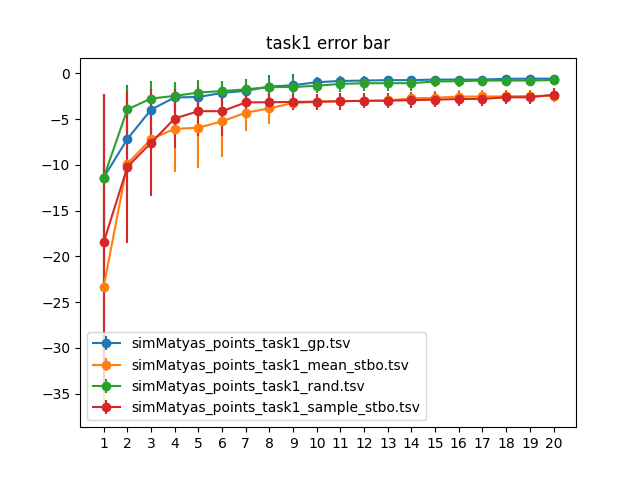 task1 error bar
0
−5
−10
−15
−20
−25
−30
−35
simMatyas_points_task1_gp.tsv
simMatyas_points_task1_mean_stbo.tsv
simMatyas_points_task1_rand.tsv
simMatyas_points_task1_sample_stbo.tsv
1 2 3 4 5 6 7 8 9 10 11 12 13 14 15 16 17 18 19 20